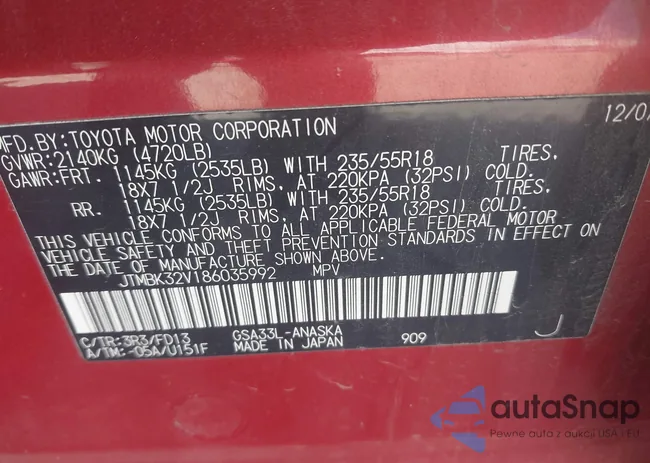 12/07
MFD. BY: TOYOTA MOTOR CORPORATION
GVWR: 2140KG (4720LB)
GAWR: FRT. 1145KG (2535LB) WITH 235/55R18 TIRES,
18X7 1/2J RIMS, AT 220KPA (32PSI) COLD.
RR. 1145KG (2535LB) WITH 235/55R18 TIRES,
18X7 1/2J RIMS, AT 220KPA (32PSI) COLD.
THIS VEHICLE CONFORMS TO ALL APPLICABLE FEDERAL MOTOR
VEHICLE SAFETY AND THEFT PREVENTION STANDARDS IN EFFECT ON
THE DATE OF MANUFACTURE SHOWN ABOVE.
JTMBK32V186035992 MPV
C/TR: 3R3/FD13 GSA33L-ANASKA
A/TM: -05A/U151F MADE IN JAPAN 909 J
autaSnap
Pewne auta z aukcji USA i EU